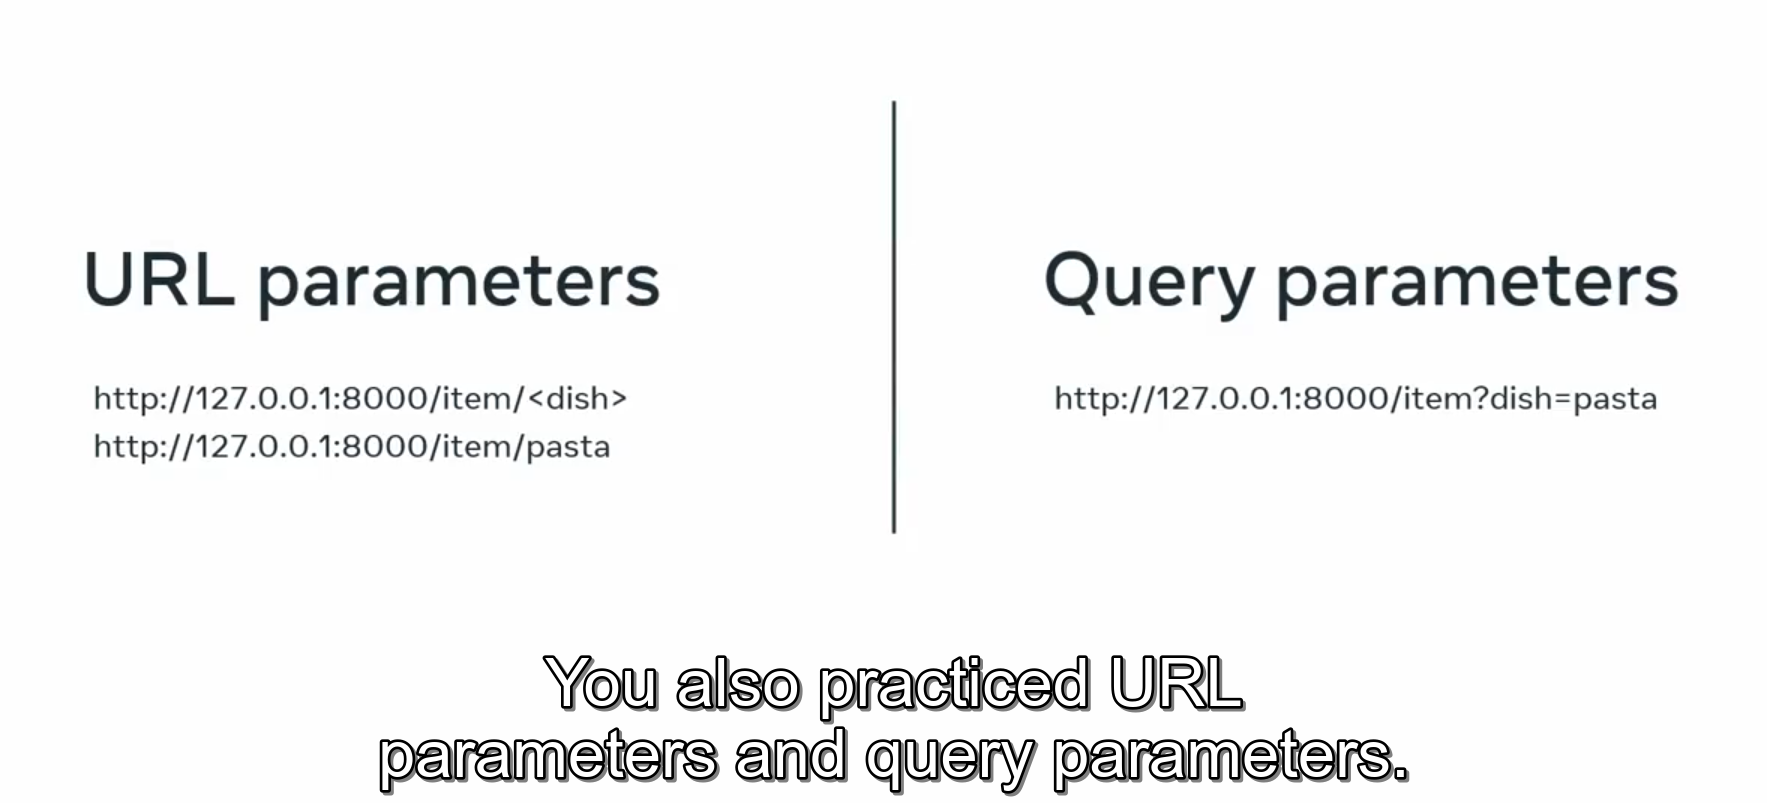 URL parameters
http://127.0.0.1:8000/item/<dish>
http://127.0.0.1:8000/item/pasta
Query parameters
http://127.0.0.1:8000/item?dish=pasta
You also practiced URL
parameters and query parameters.